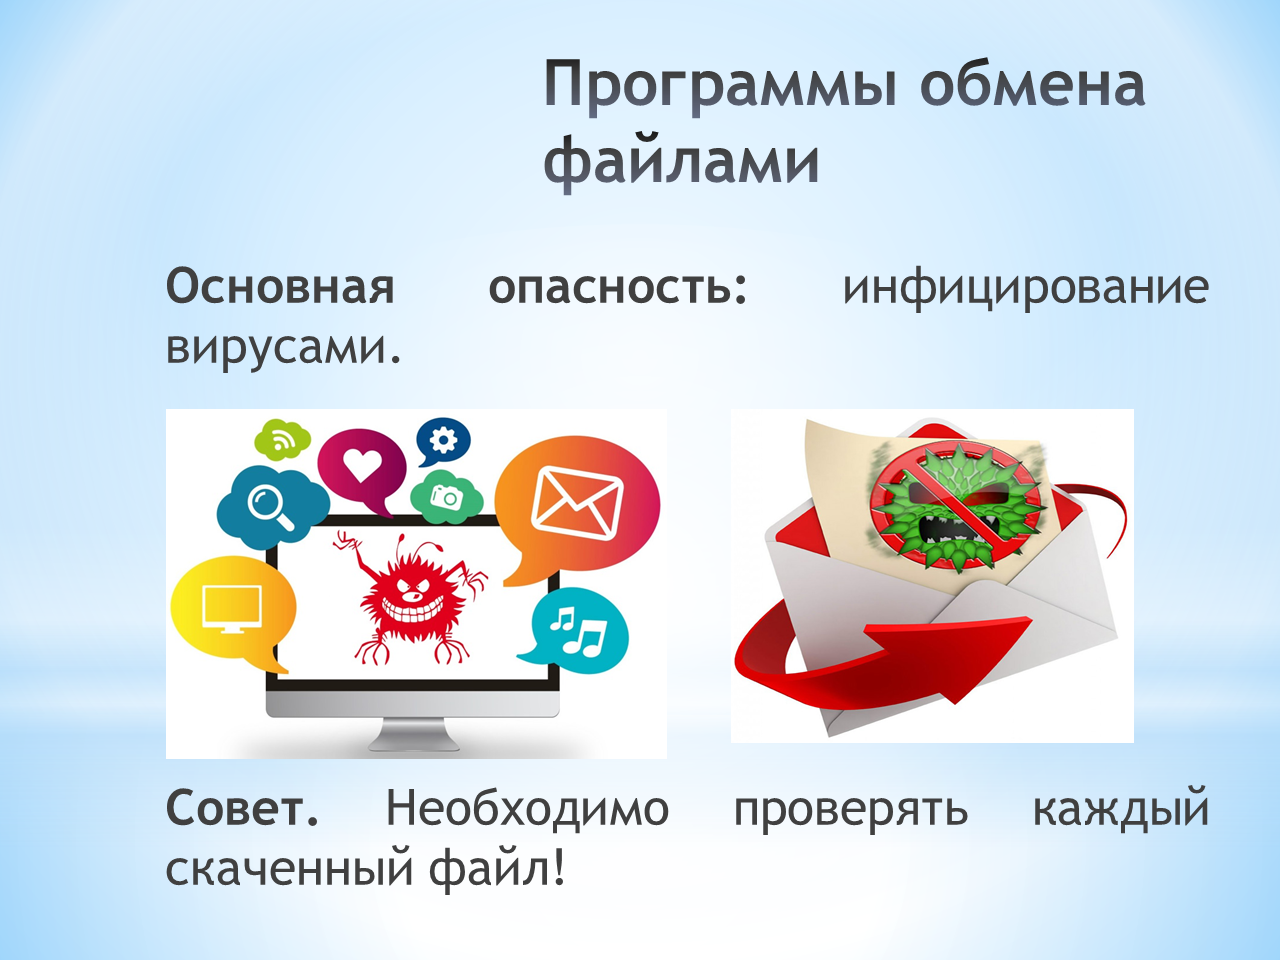 Программы обмена
файлами
Основная опасность: инфицирование
вирусами.
Совет. Необходимо проверять каждый
скаченный файл!